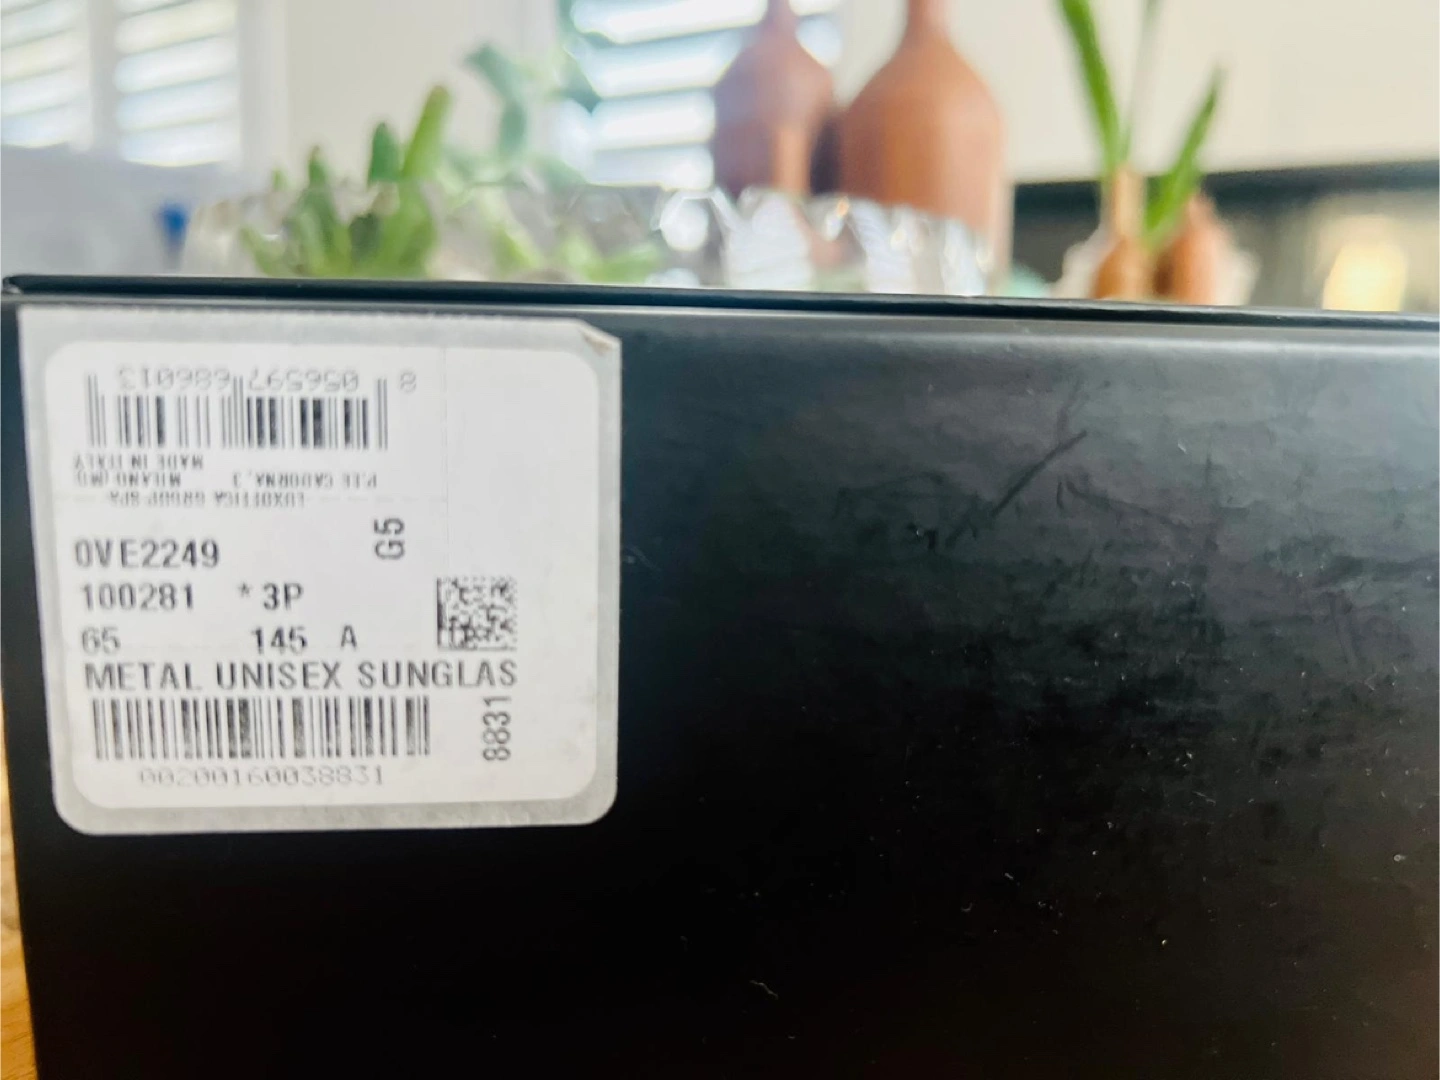 LUXOTTICA GROUP SPA
P.LE CADORNA, 3 MILANO (MI)
MADE IN ITALY
8 056597 686013
0VE2249
G5
100281 *3P
65 145 A
METAL UNISEX SUNGLAS
8831
00200160038831